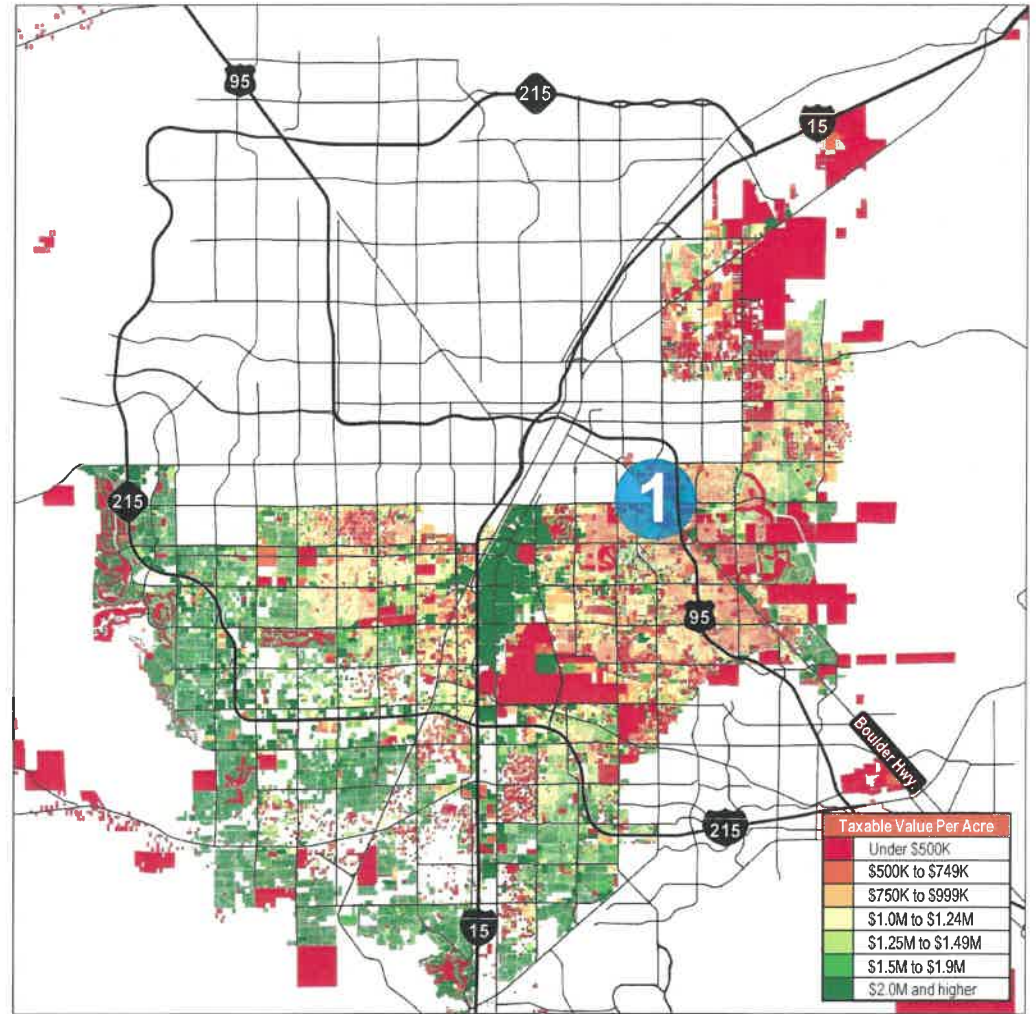 95
215
15
1
215
95
Boulder Hwy.
215
15
Taxable Value Per Acre
Under $500K
$500K to $749K
$750K to $999K
$1.0M to $1.24M
$1.25M to $1.49M
$1.5M to $1.9M
$2.0M and higher